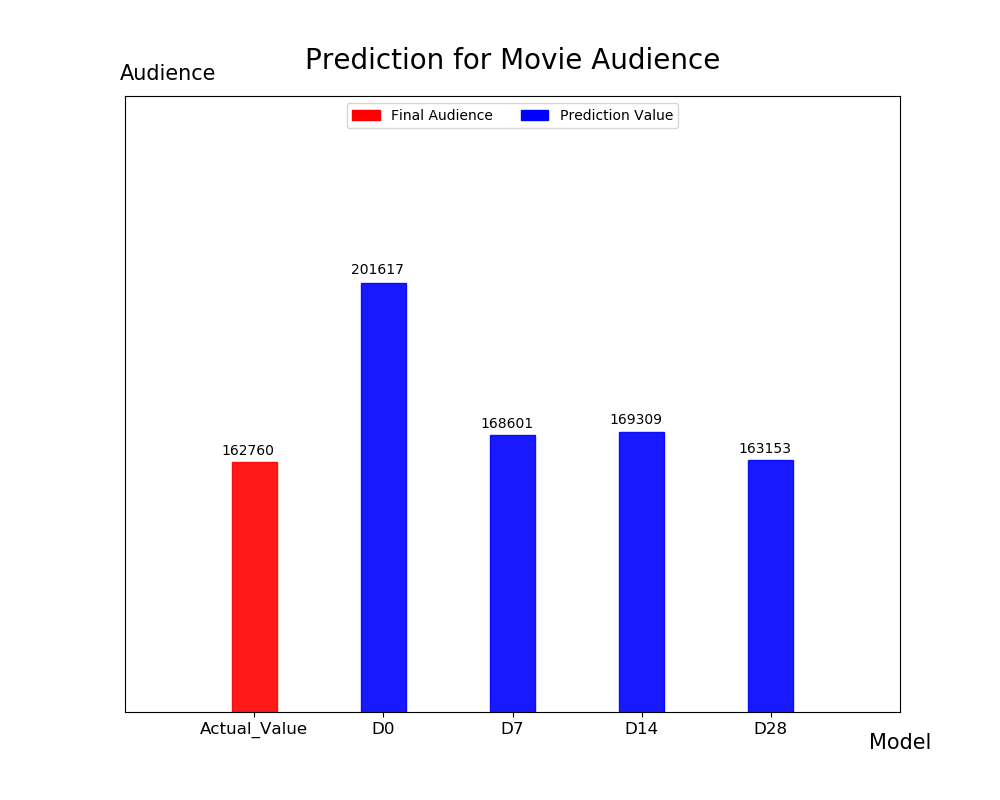 Prediction for Movie Audience
Audience
Final Audience Prediction Value
201617
169309
168601
163153
162760
Actual_Value D0 D7 D14 D28
Model